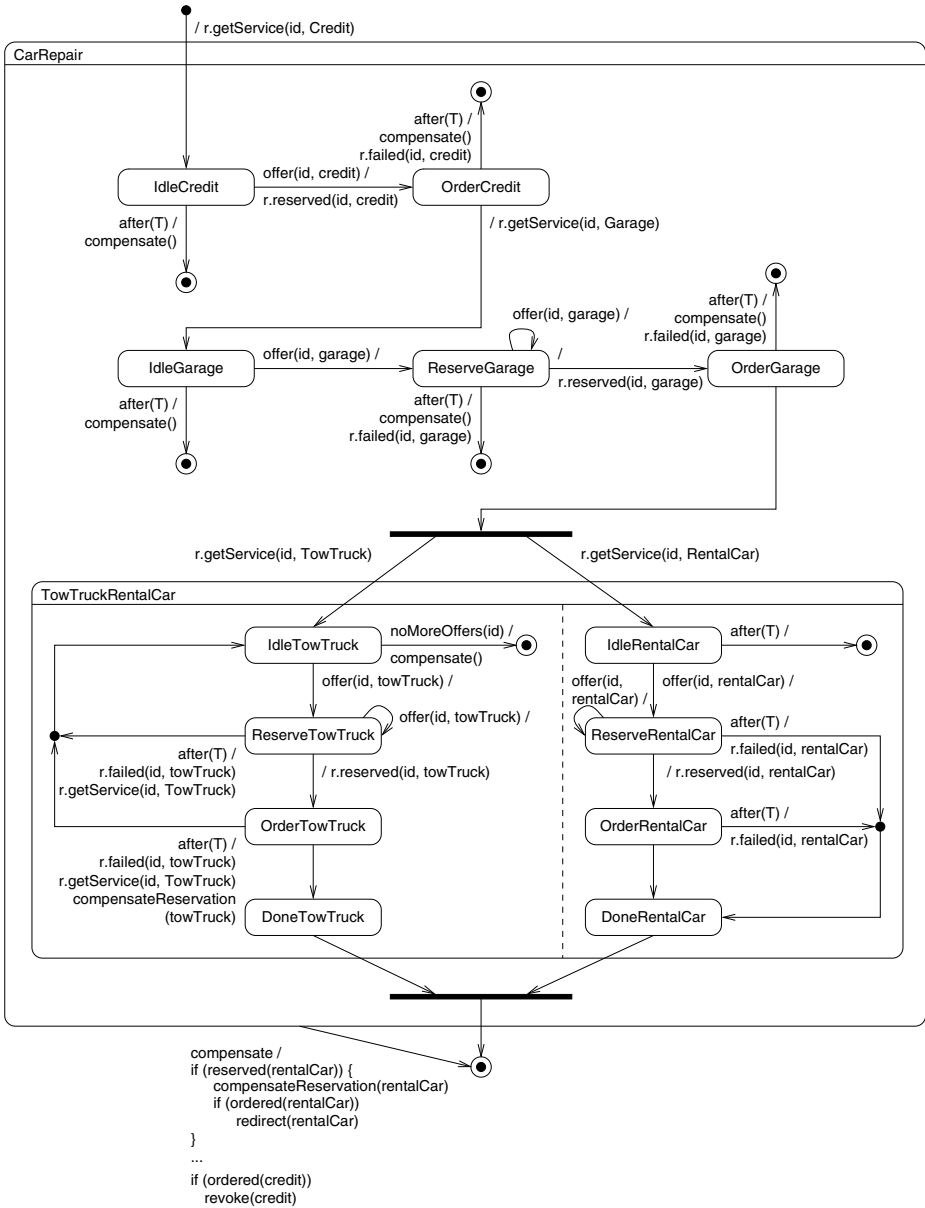 / r.getService(id, Credit)
CarRepair
after(T) /
compensate()
r.failed(id, credit)
IdleCredit
offer(id, credit) /
r.reserved(id, credit)
OrderCredit
after(T) /
compensate()
/ r.getService(id, Garage)
after(T) /
compensate()
r.failed(id, garage)
offer(id, garage) /
IdleGarage
offer(id, garage) /
ReserveGarage
/
r.reserved(id, garage)
OrderGarage
after(T) /
compensate()
after(T) /
compensate()
r.failed(id, garage)
r.getService(id, TowTruck)
r.getService(id, RentalCar)
TowTruckRentalCar
IdleTowTruck
noMoreOffers(id) /
compensate()
IdleRentalCar
after(T) /
offer(id, towTruck) /
offer(id,
rentalCar) /
offer(id, rentalCar) /
ReserveTowTruck
offer(id, towTruck) /
ReserveRentalCar
after(T) /
r.failed(id, rentalCar)
after(T) /
r.failed(id, towTruck)
r.getService(id, TowTruck)
/ r.reserved(id, towTruck)
/ r.reserved(id, rentalCar)
OrderTowTruck
OrderRentalCar
after(T) /
r.failed(id, rentalCar)
after(T) /
r.failed(id, towTruck)
r.getService(id, TowTruck)
compensateReservation
(towTruck)
DoneTowTruck
DoneRentalCar
compensate /
if (reserved(rentalCar)) {
compensateReservation(rentalCar)
if (ordered(rentalCar))
redirect(rentalCar)
}
...
if (ordered(credit))
revoke(credit)